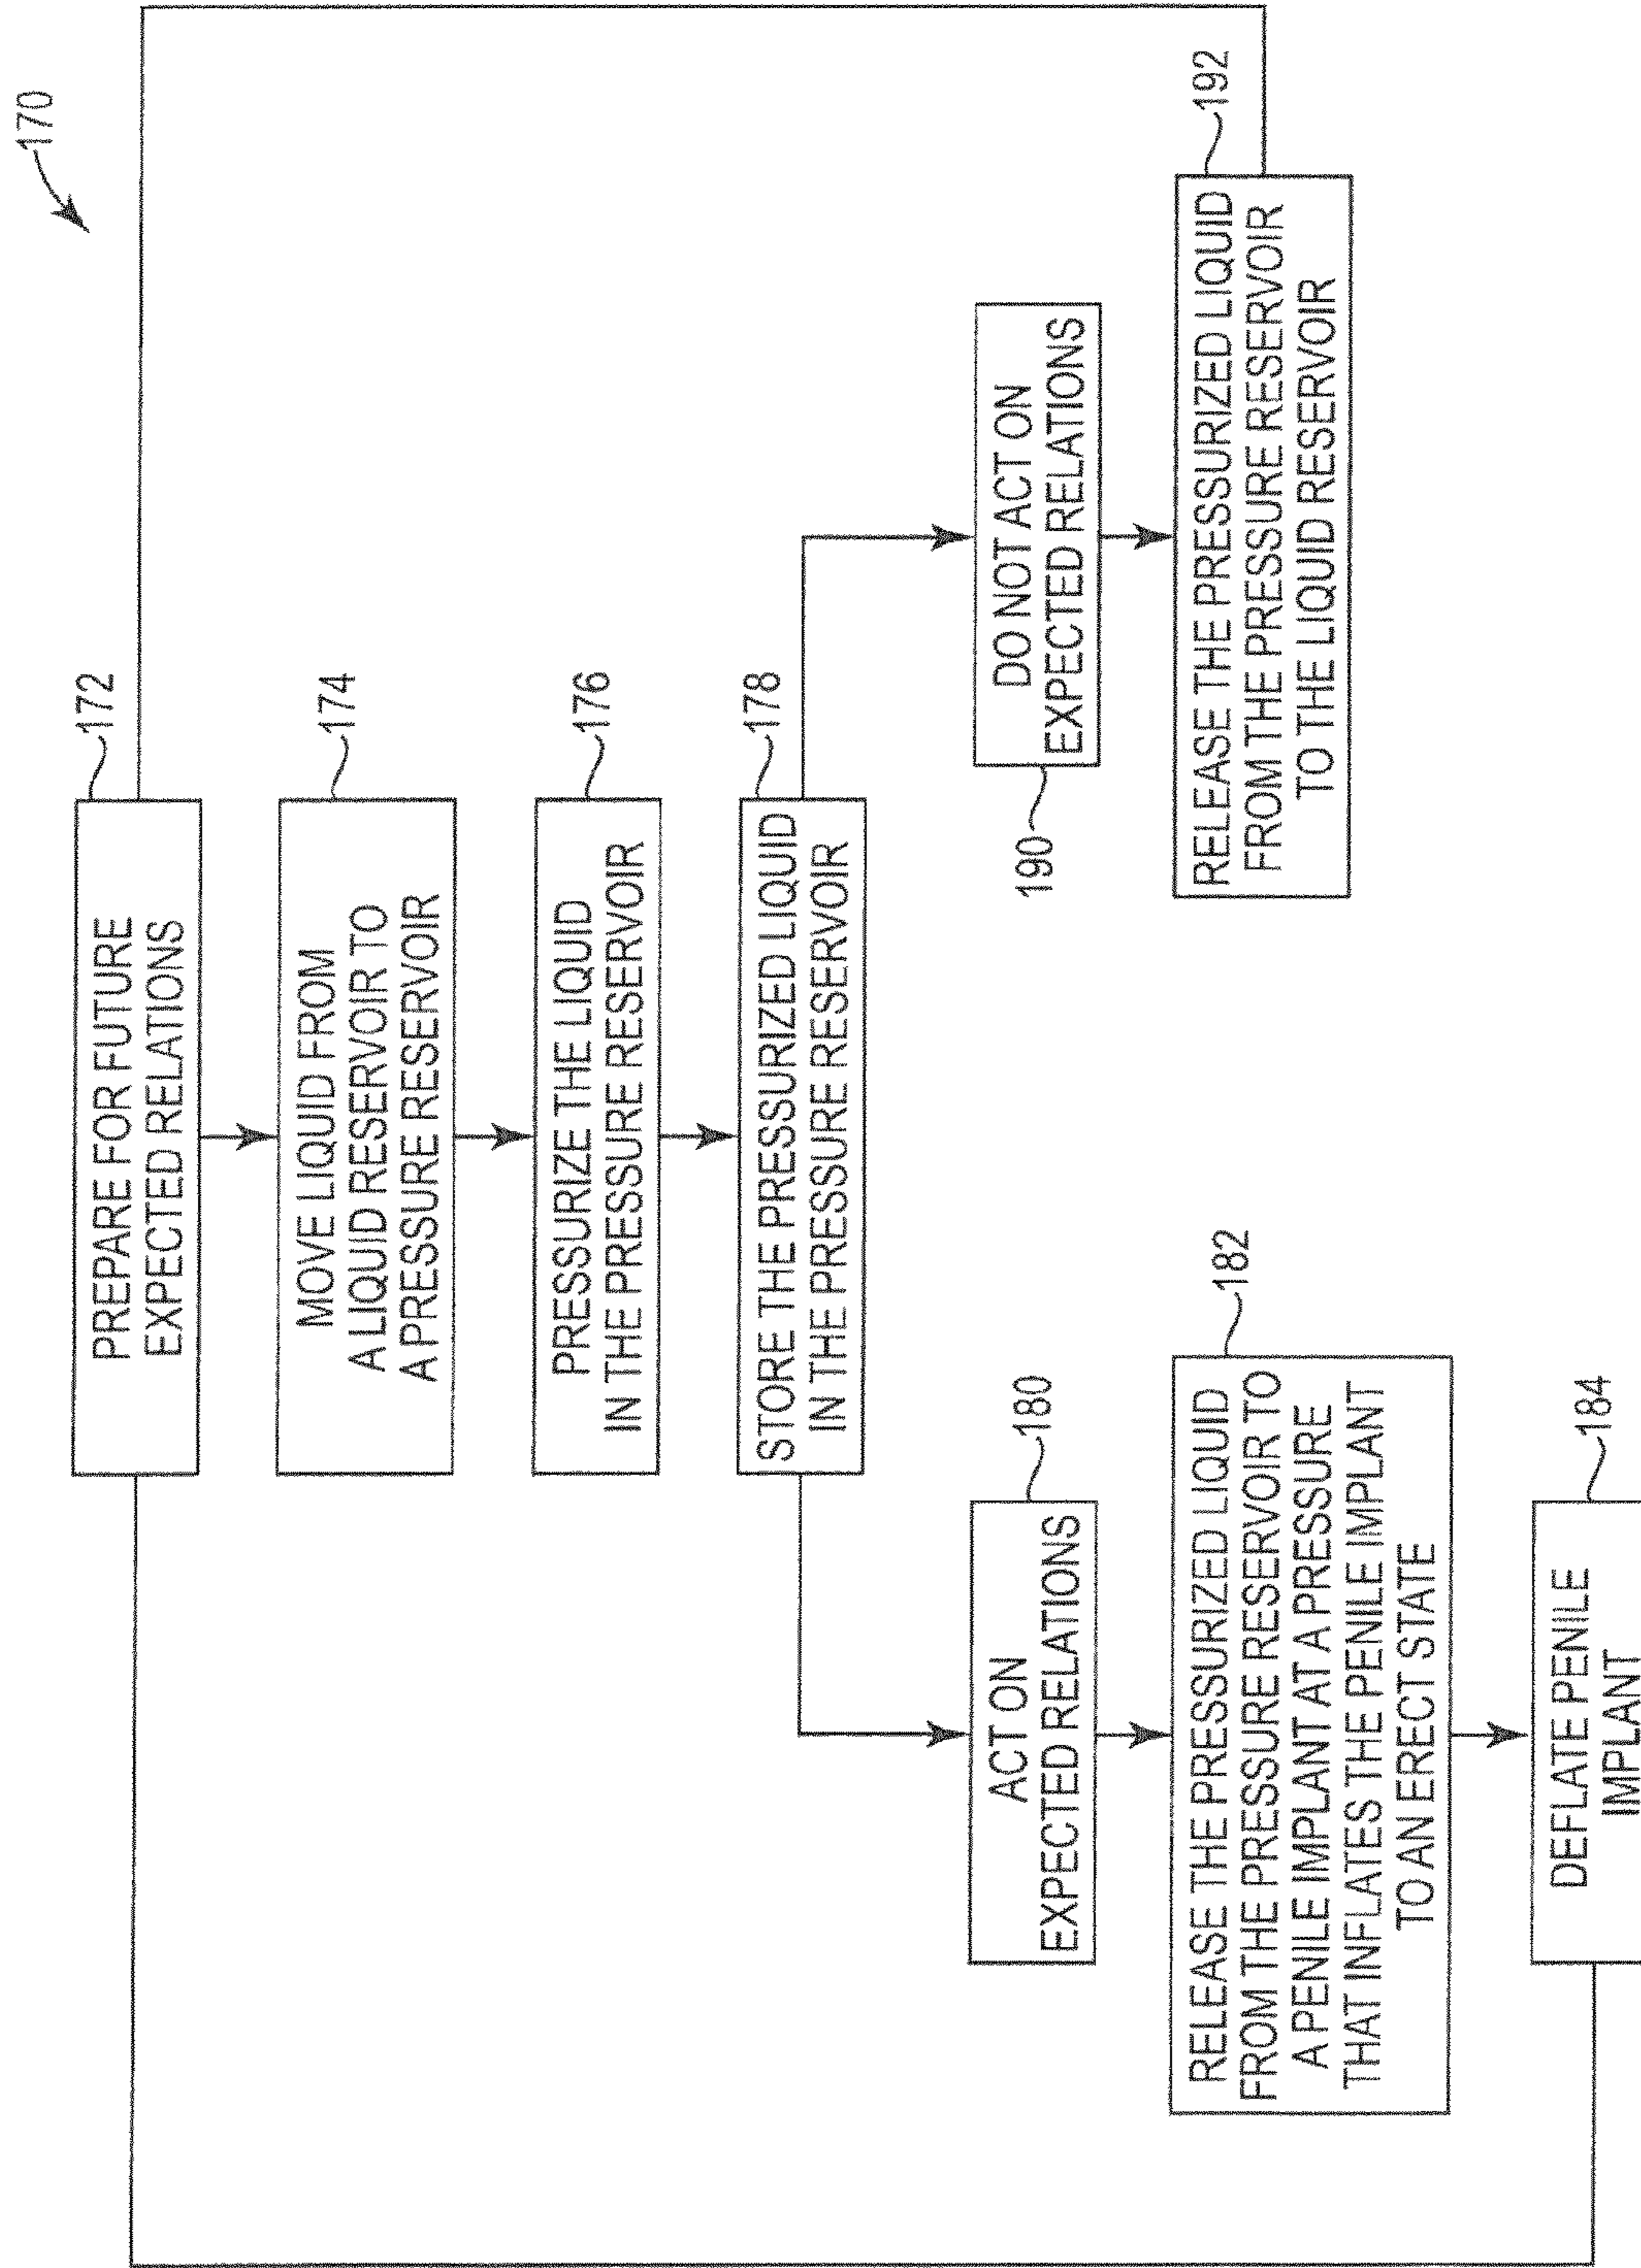 170
172
PREPARE FOR FUTURE
EXPECTED RELATIONS
174
MOVE LIQUID FROM
A LIQUID RESERVOIR TO
A PRESSURE RESERVOIR
176
PRESSURIZE THE LIQUID
IN THE PRESSURE RESERVOIR
178
STORE THE PRESSURIZED LIQUID
IN THE PRESSURE RESERVOIR
180
ACT ON
EXPECTED RELATIONS
182
RELEASE THE PRESSURIZED LIQUID
FROM THE PRESSURE RESERVOIR TO
A PENILE IMPLANT AT A PRESSURE
THAT INFLATES THE PENILE IMPLANT
TO AN ERECT STATE
184
DEFLATE PENILE
IMPLANT
190
DO NOT ACT ON
EXPECTED RELATIONS
192
RELEASE THE PRESSURIZED LIQUID
FROM THE PRESSURE RESERVOIR
TO THE LIQUID RESERVOIR